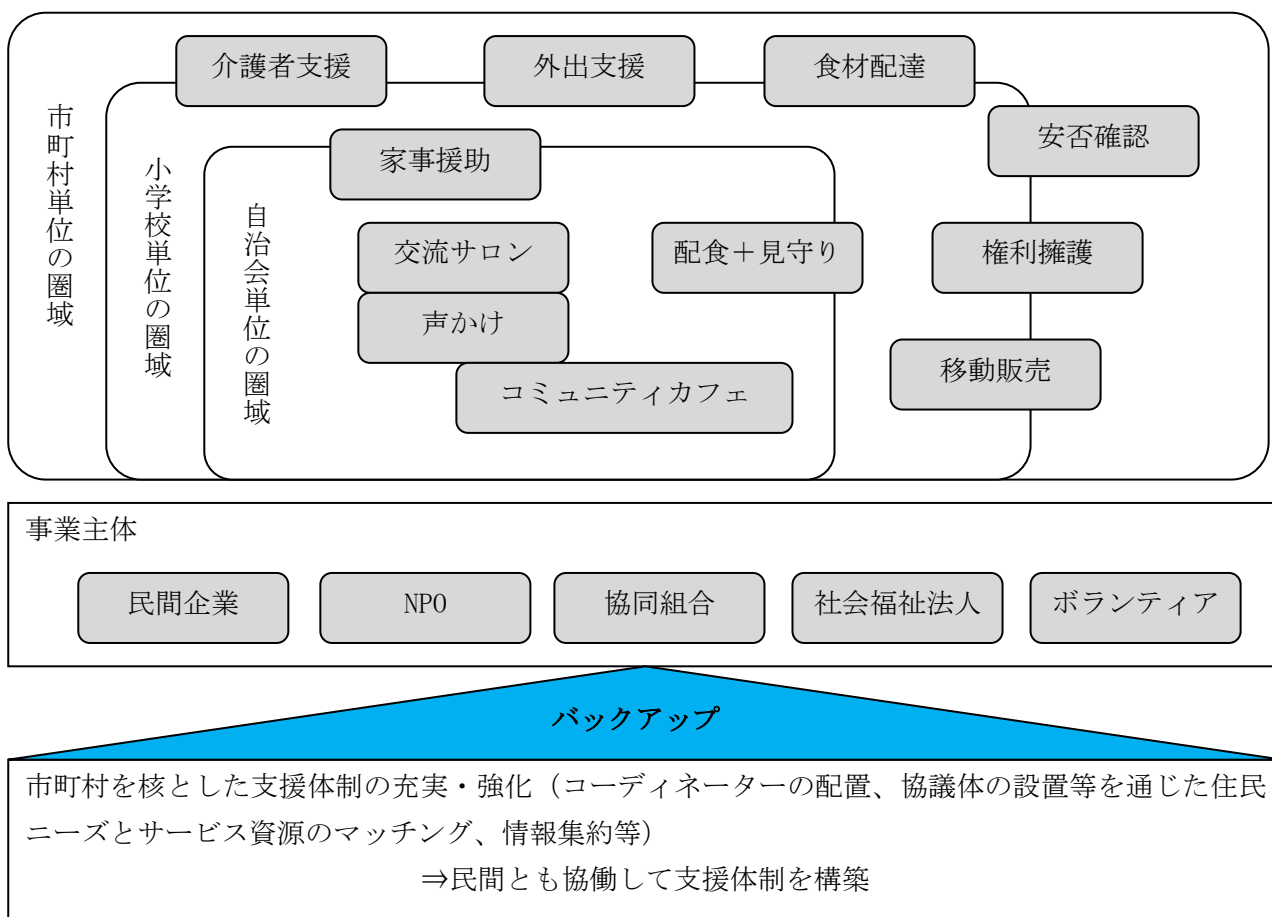 介護者支援
外出支援
食材配達
市町村単位の圏域
小学校単位の圏域
自治会単位の圏域
安否確認
家事援助
交流サロン
配食+見守り
権利擁護
声かけ
移動販売
コミュニティカフェ
事業主体
民間企業
NPO
協同組合
社会福祉法人
ボランティア
バックアップ
市町村を核とした支援体制の充実・強化（コーディネーターの配置、協議体の設置等を通じた住民
ニーズとサービス資源のマッチング、情報集約等）
⇒民間とも協働して支援体制を構築